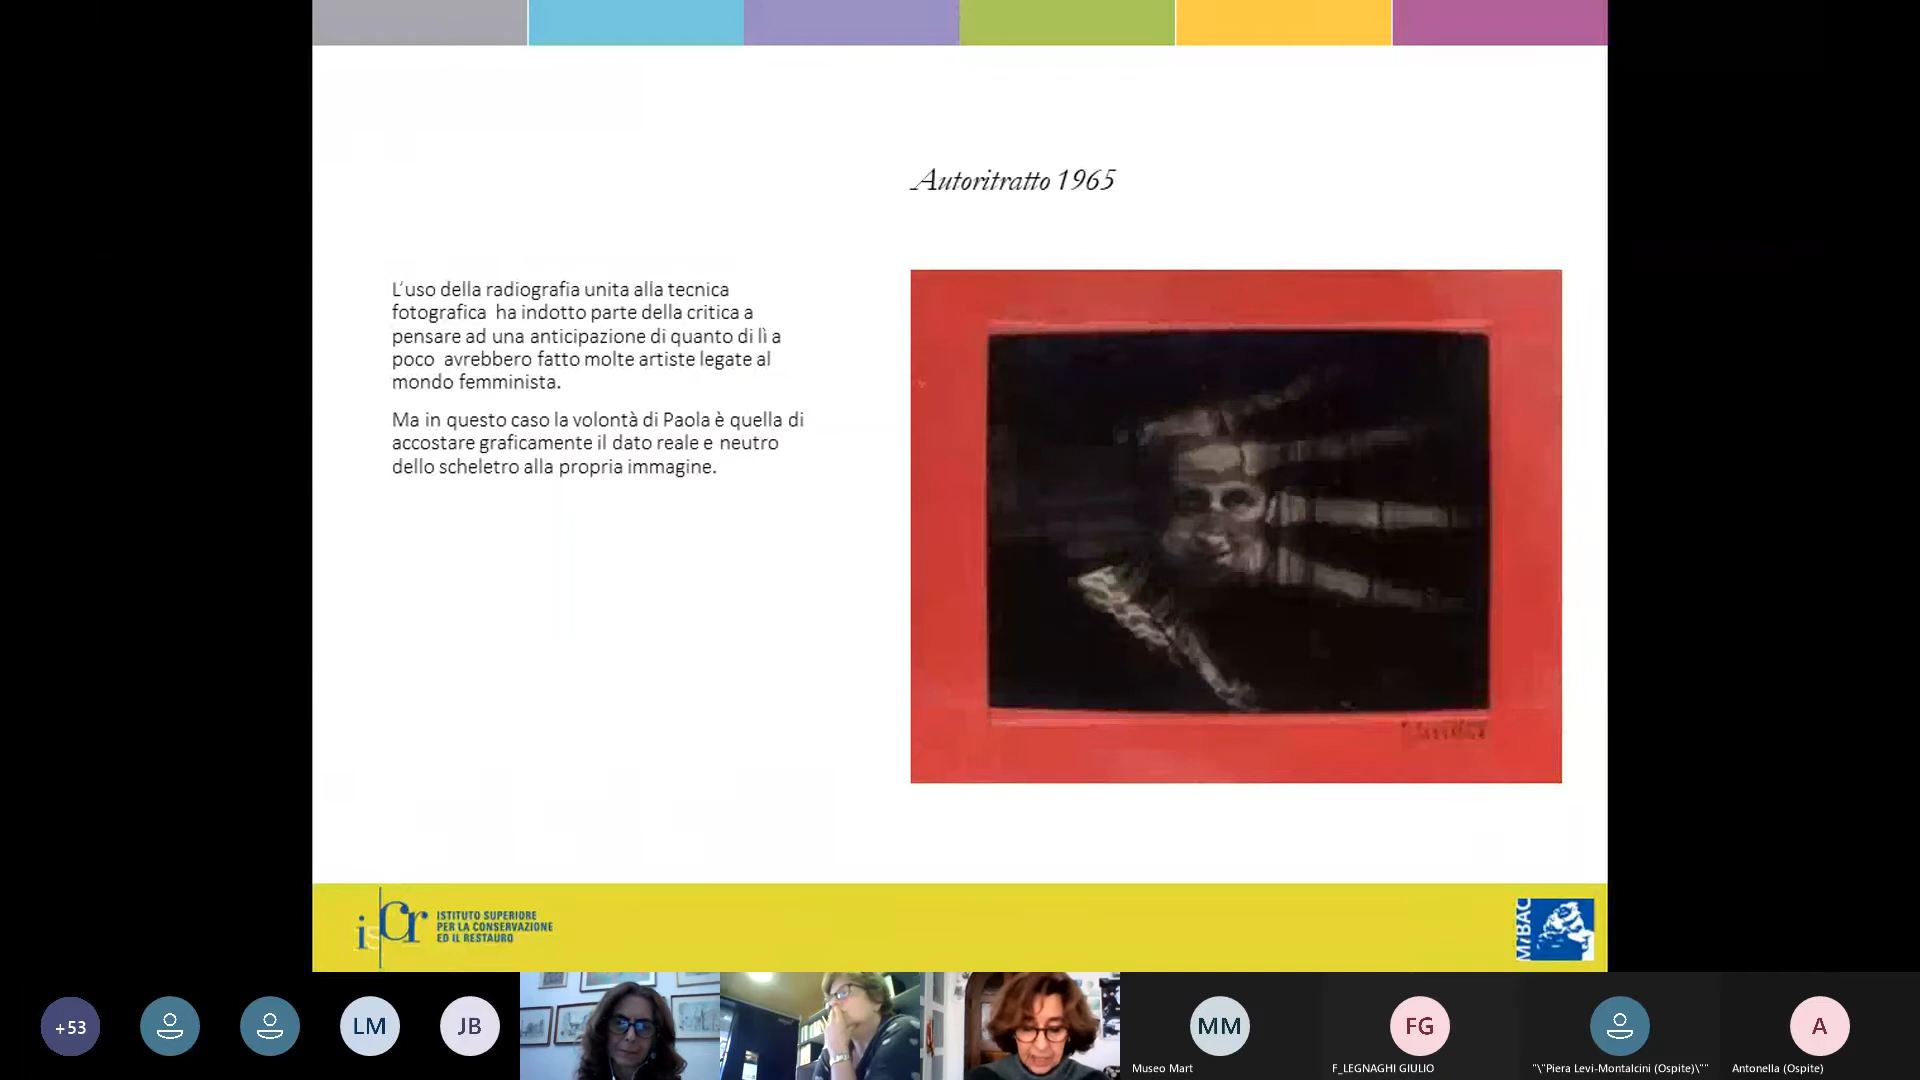 Autoritratto 1965
L'uso della radiografia unita alla tecnica
fotografica ha indotto parte della critica a
pensare ad una anticipazione di quanto di lì a
poco avrebbero fatto molte artiste legate al
mondo femminista.
Ma in questo caso la volontà di Paola è quella di
accostare graficamente il dato reale e neutro
dello scheletro alla propria immagine.
isCr
ISTITUTO SUPERIORE
PER LA CONSERVAZIONE
ED IL RESTAURO
MiBAC
+53
LM
JB
MM
Museo Mart
FG
F_LEGNAGHI GIULIO
"\"Piera Levi-Montalcini (Ospite)\""
A
Antonella (Ospite)